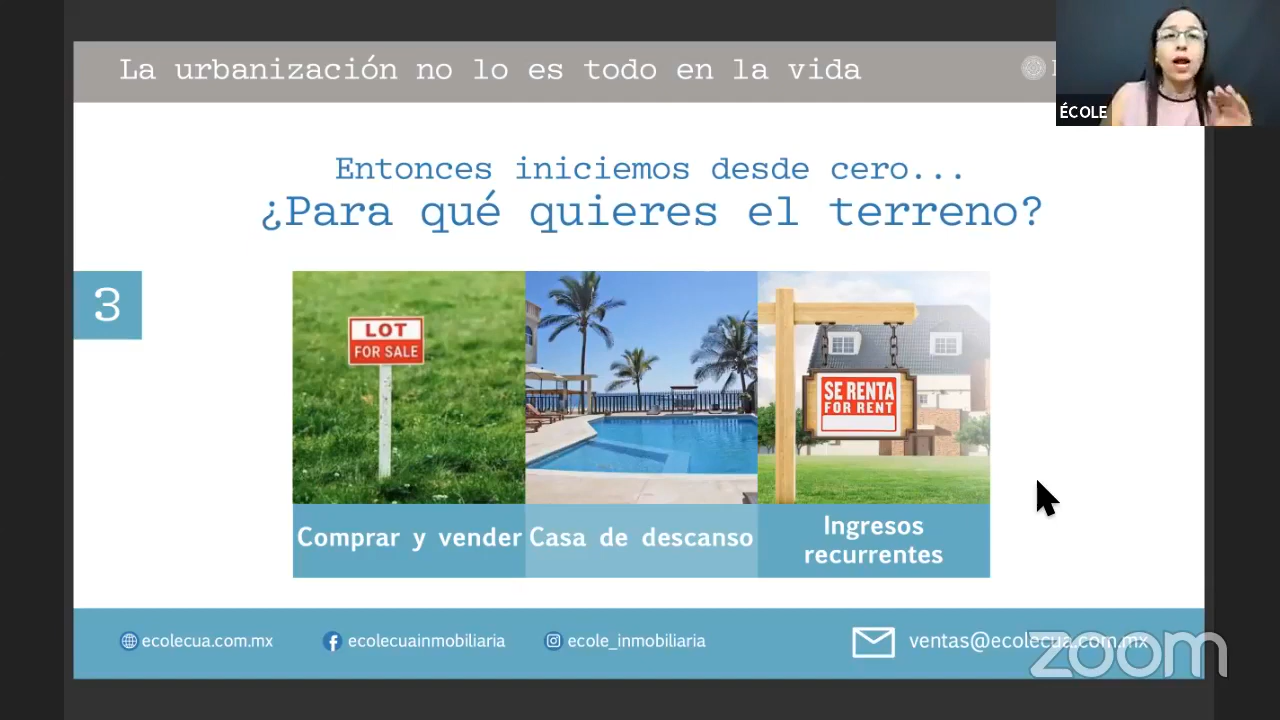 La urbanización no lo es todo en la vida
ÉCOLE
Entonces iniciemos desde cero...
¿Para qué quieres el terreno?
3
LOT
FOR SALE
SE RENTA
FOR RENT
Comprar y vender
Casa de descanso
Ingresos
recurrentes
ecolecua.com.mx
ecolecuainmobiliaria
ecole_inmobiliaria
ventas@ecolecua.com.mx
zoom